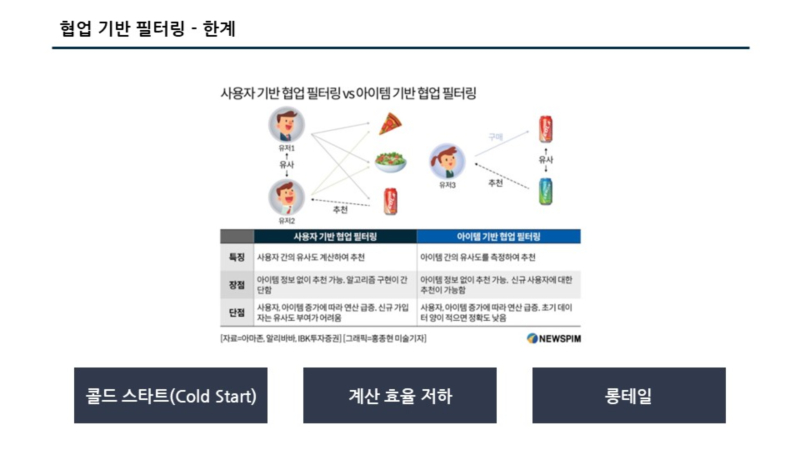 협업 기반 필터링 - 한계
사용자 기반 협업 필터링 vs 아이템 기반 협업 필터링
유저1
유사
유저2
추천
구매
유저3
유사
추천
사용자 기반 협업 필터링
아이템 기반 협업 필터링
특징
사용자 간의 유사도 계산하여 추천
아이템 간의 유사도를 측정하여 추천
장점
아이템 정보 없이 추천 가능. 알고리즘 구현이 간
단함
아이템 정보 없이 추천 가능, 신규 사용자에 대한
추천이 가능함
단점
사용자, 아이템 증가에 따라 연산 급증. 신규 가입
자는 유사도 부여가 어려움
사용자, 아이템 증가에 따라 연산 급증. 초기 데이
터 양이 적으면 정확도 낮음
[자료=아마존, 알리바바, IBK투자증권] [그래픽=홍종현 미술기자]
NEWSPIM
콜드 스타트(Cold Start)
계산 효율 저하
롱테일